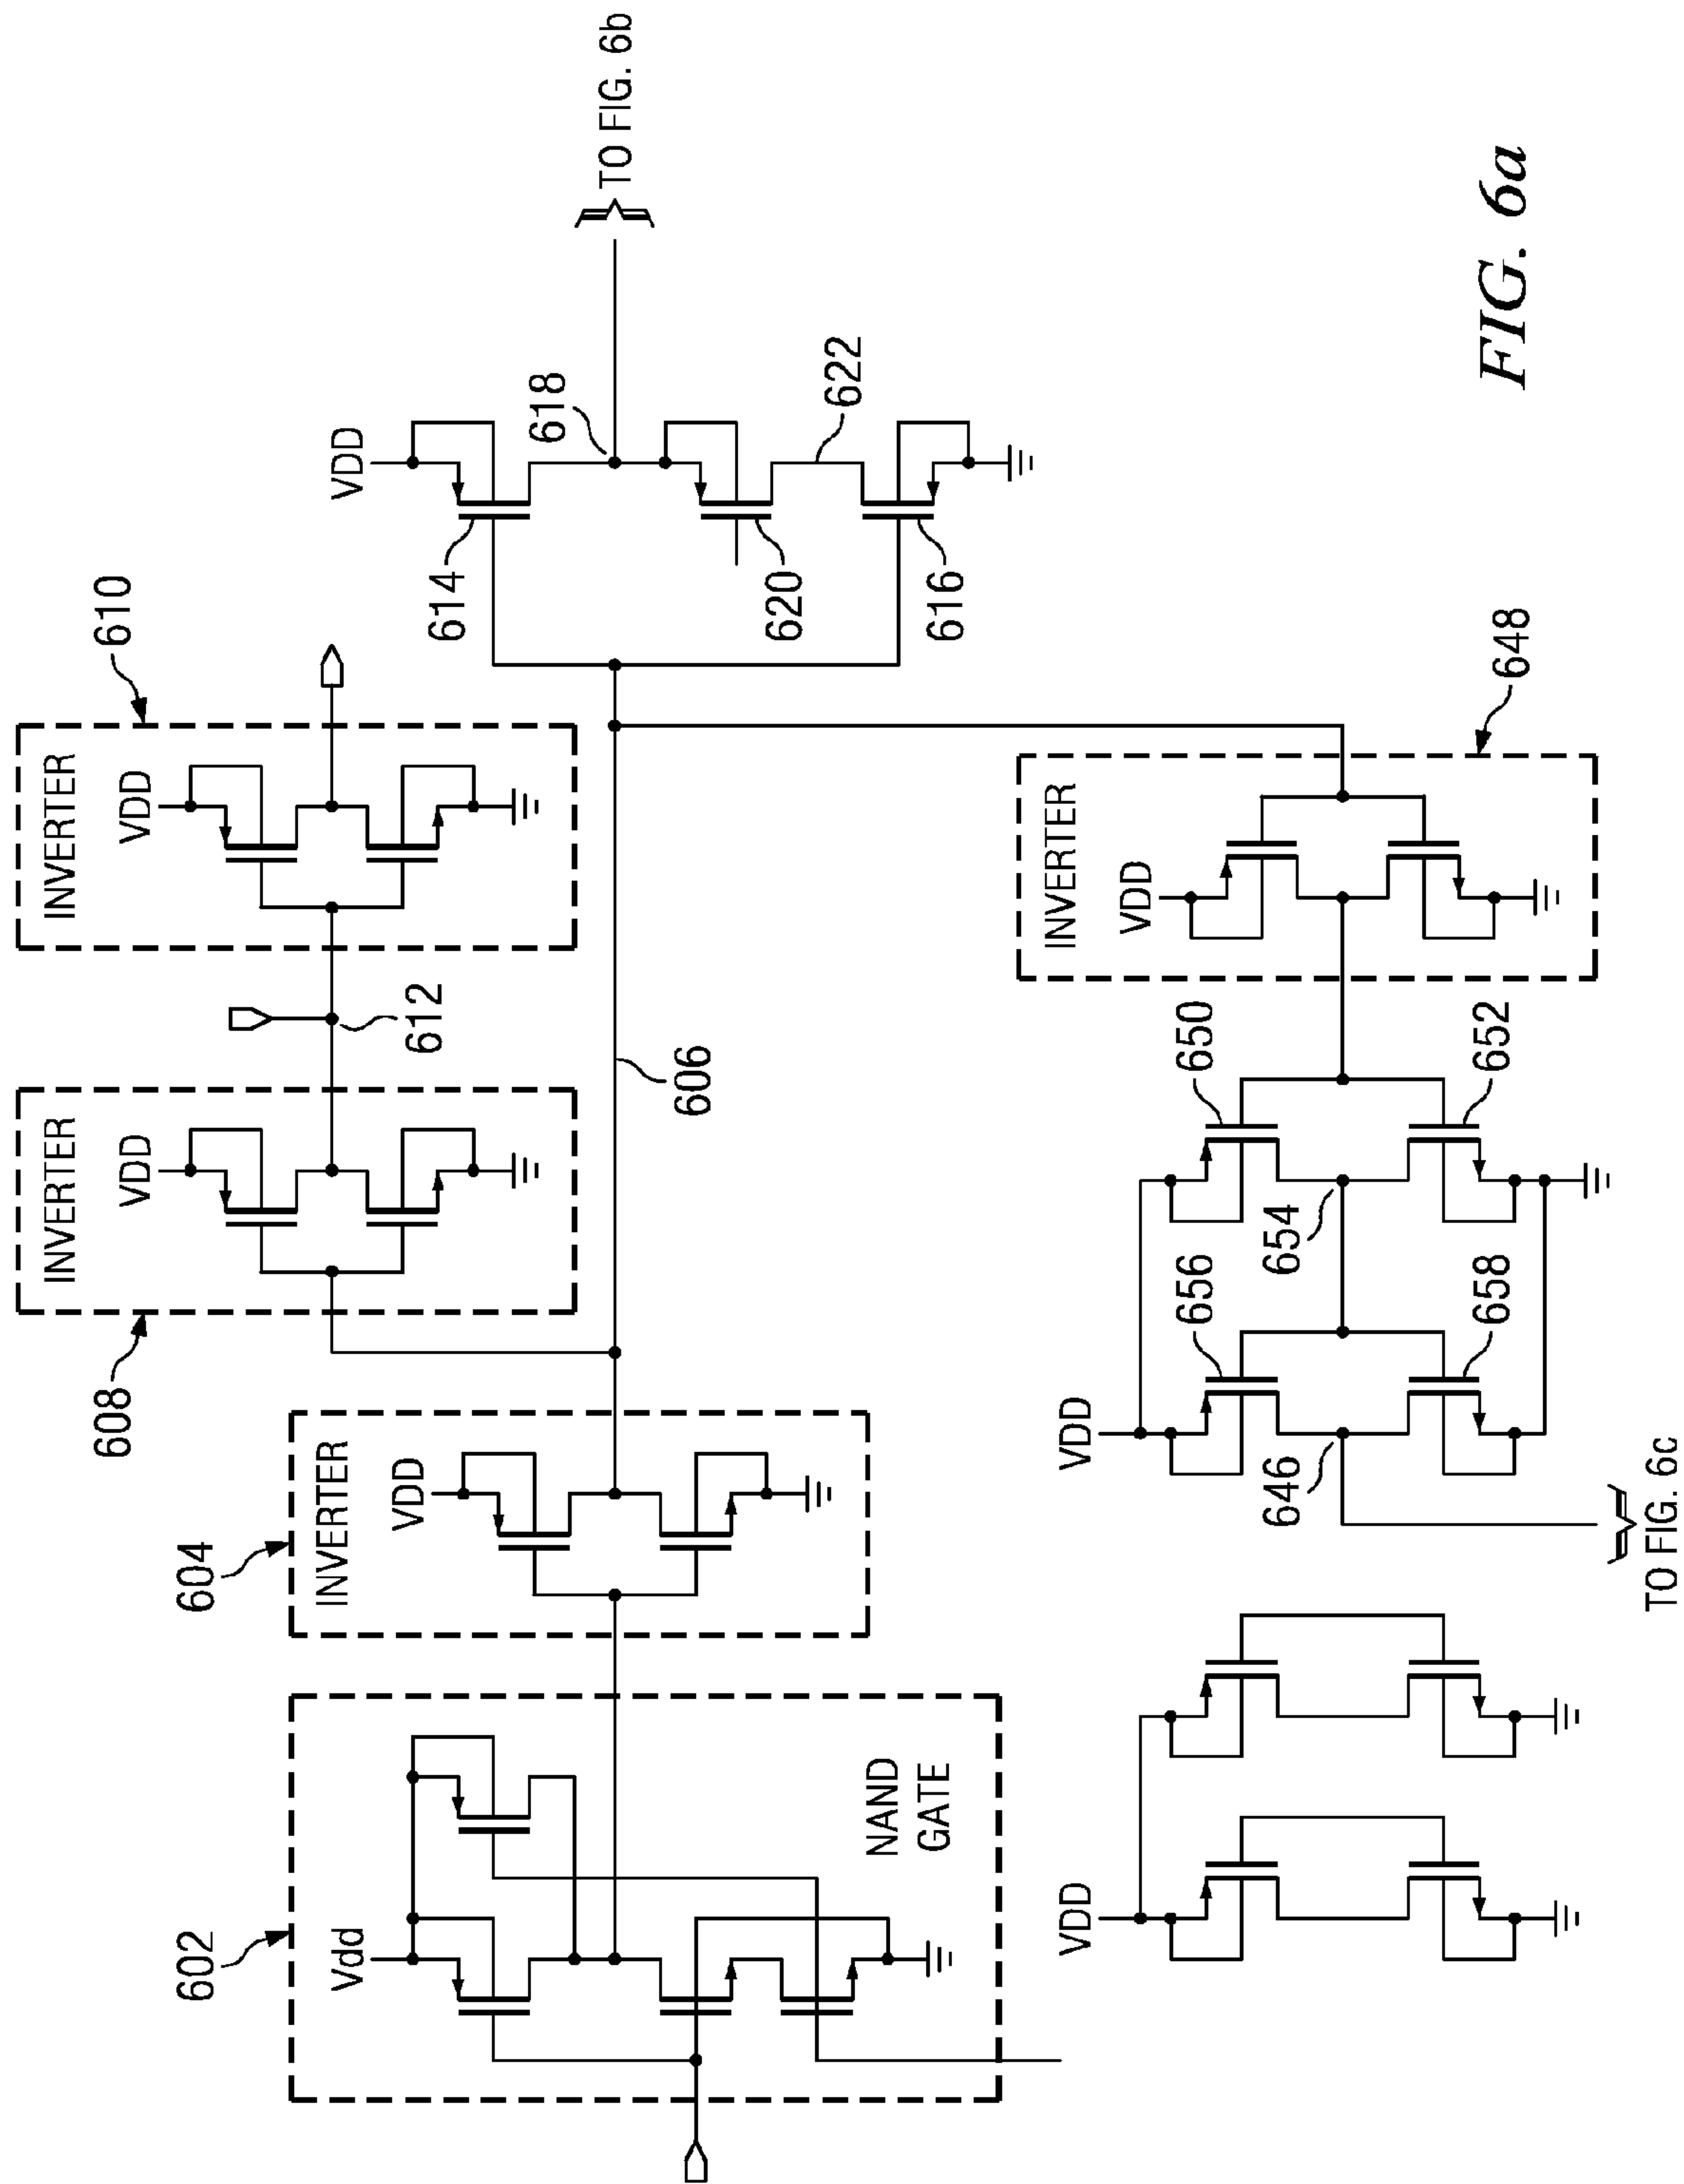 610
INVERTER
VDD
608
INVERTER
VDD
612
VDD
618
TO FIG. 6b
614
620
622
616
604
INVERTER
VDD
606
602
Vdd
NAND
GATE
648
INVERTER
VDD
650
652
654
656
658
VDD
646
TO FIG. 6c
VDD
FIG. 6a